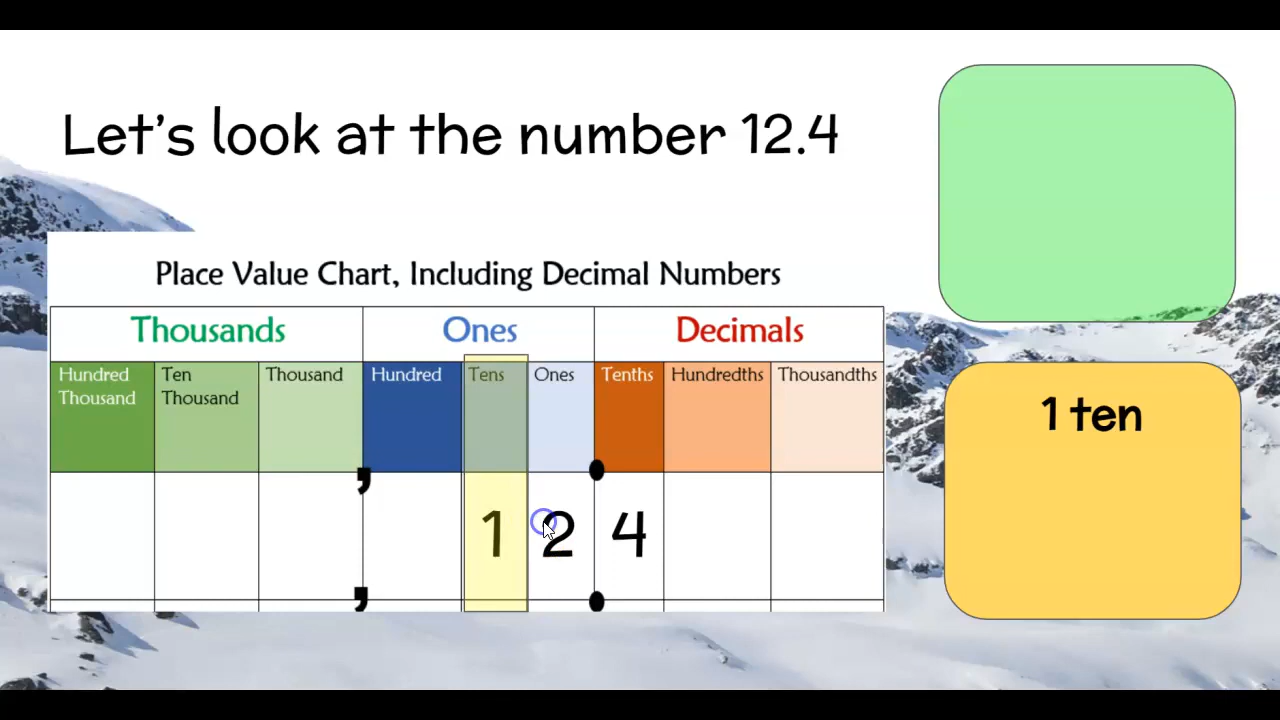 Let's look at the number 12.4
Place Value Chart, Including Decimal Numbers
Thousands Ones Decimals
Hundred Thousand Ten Thousand Thousand Hundred Tens Ones Tenths Hundredths Thousandths
, .
1 2 4
, .
1 ten